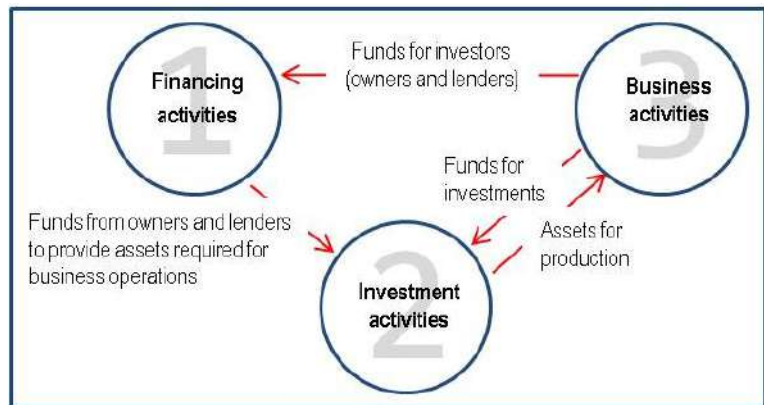 1
Financing
activities
Funds for investors
(owners and lenders)
3
Business
activities
Funds for
investments
Assets for
production
Funds from owners and lenders
to provide assets required for
business operations
2
Investment
activities